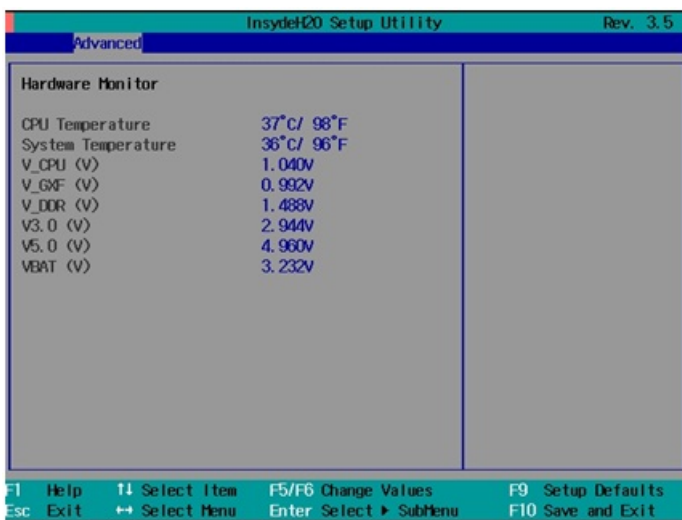 InsydeH20 Setup Utility Rev. 3.5
Advanced
Hardware Monitor
CPU Temperature 37°C/ 98°F
System Temperature 36°C/ 96°F
V_CPU (V) 1.040V
V_GXF (V) 0.992V
V_DDR (V) 1.488V
V3.0 (V) 2.944V
V5.0 (V) 4.960V
VBAT (V) 3.232V
F1 Help ↑↓ Select Item F5/F6 Change Values F9 Setup Defaults
Esc Exit ↔ Select Menu Enter Select ▶ SubMenu F10 Save and Exit